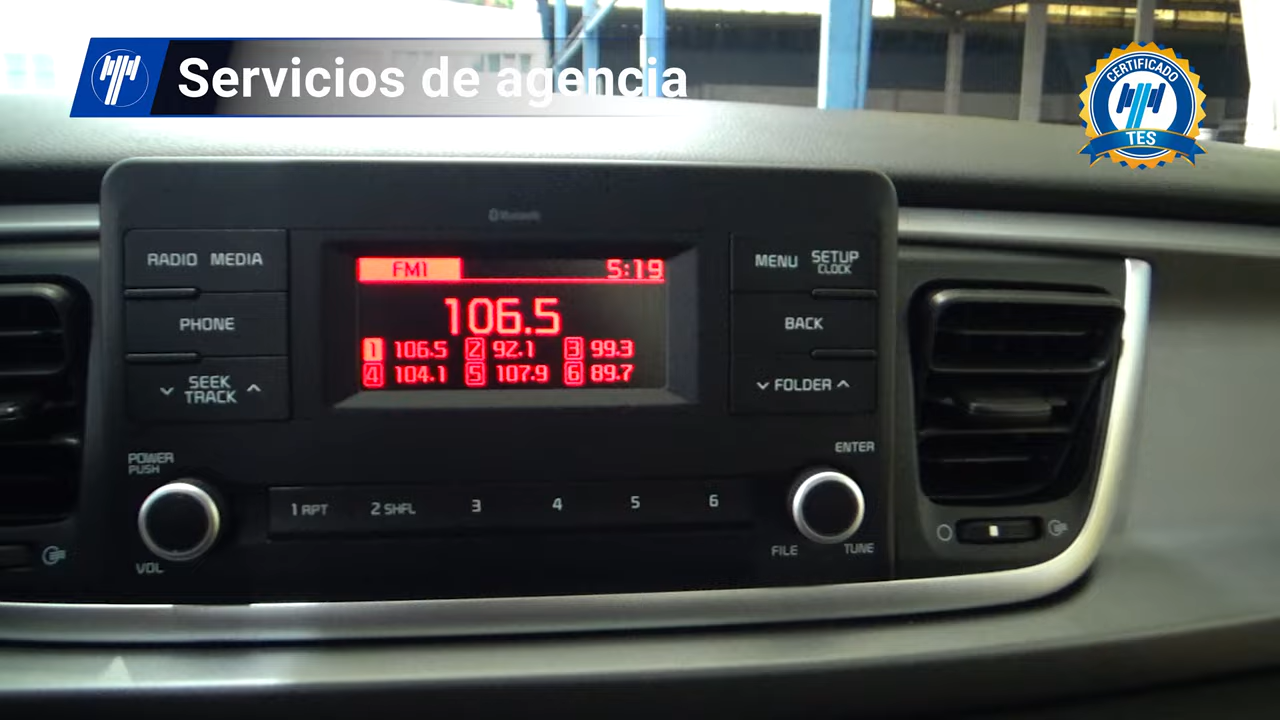 Servicios de agencia
CERTIFICADO
TES
Bluetooth
RADIO MEDIA
PHONE
SEEK
TRACK
FM1 5:19
106.5
1 106.5 2 92.1 3 99.3
4 104.1 5 107.9 6 89.7
MENU SETUP
CLOCK
BACK
FOLDER
POWER
PUSH
VOL
1 RPT 2 SHFL 3 4 5 6
ENTER
FILE TUNE